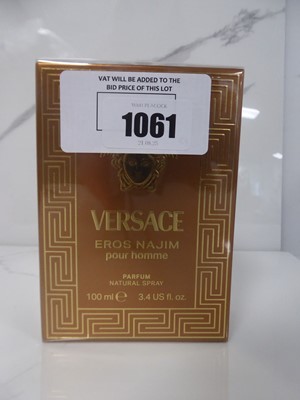 VAT WILL BE ADDED TO THE
BID PRICE OF THIS LOT
1061
VERSACE
EROS NAJIM
pour homme
PARFUM
NATURAL SPRAY
100 ml ℮ 3.4 US fl. oz.